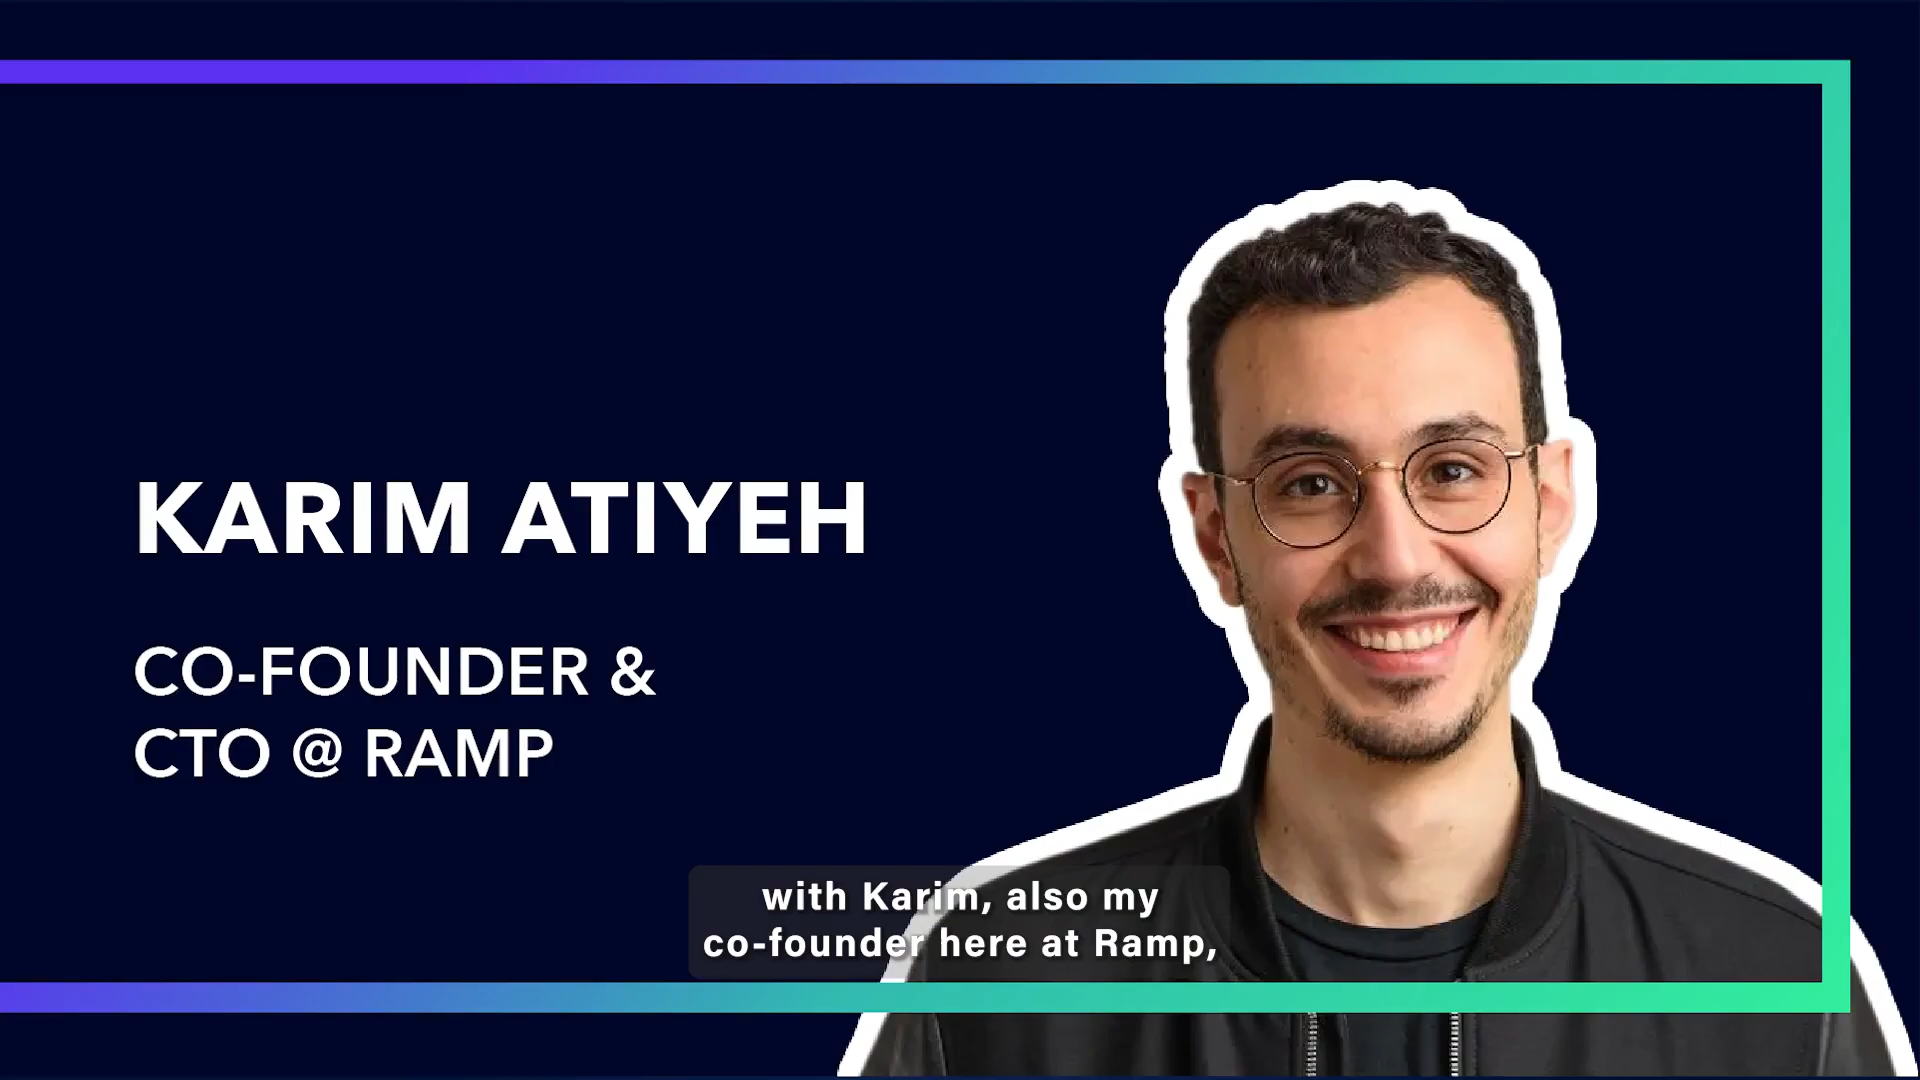 KARIM ATIYEH
CO-FOUNDER &
CTO @ RAMP
with Karim, also my
co-founder here at Ramp,